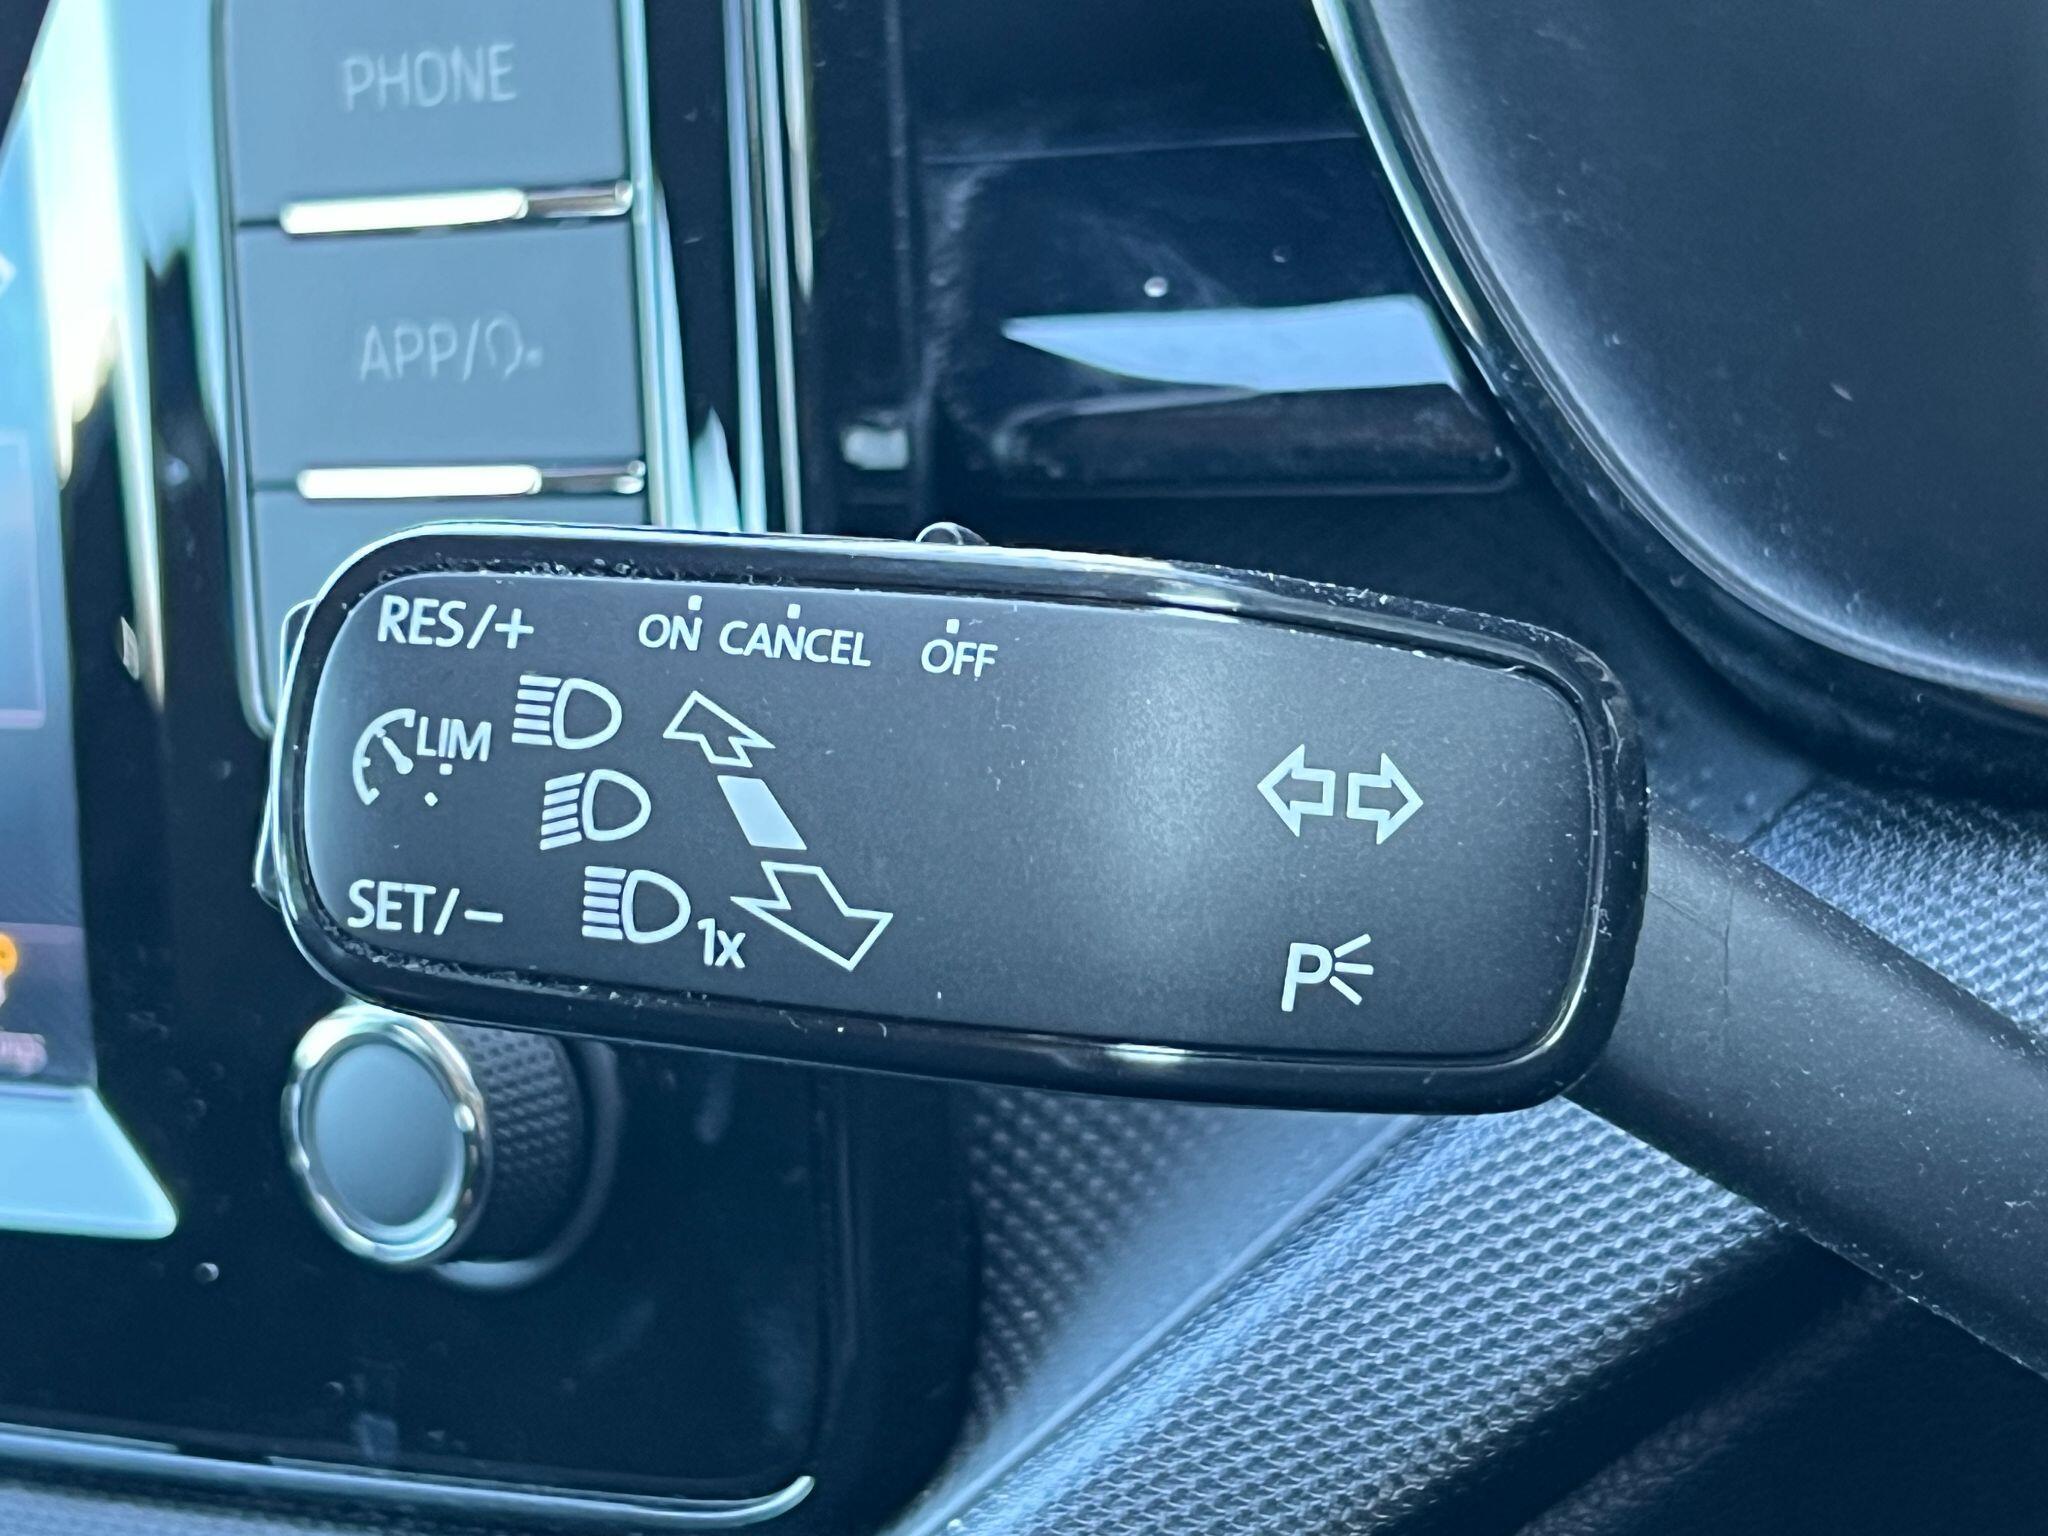 PHONE
APP/
RES/+
ON CANCEL OFF
LIM
SET/−
1x
P